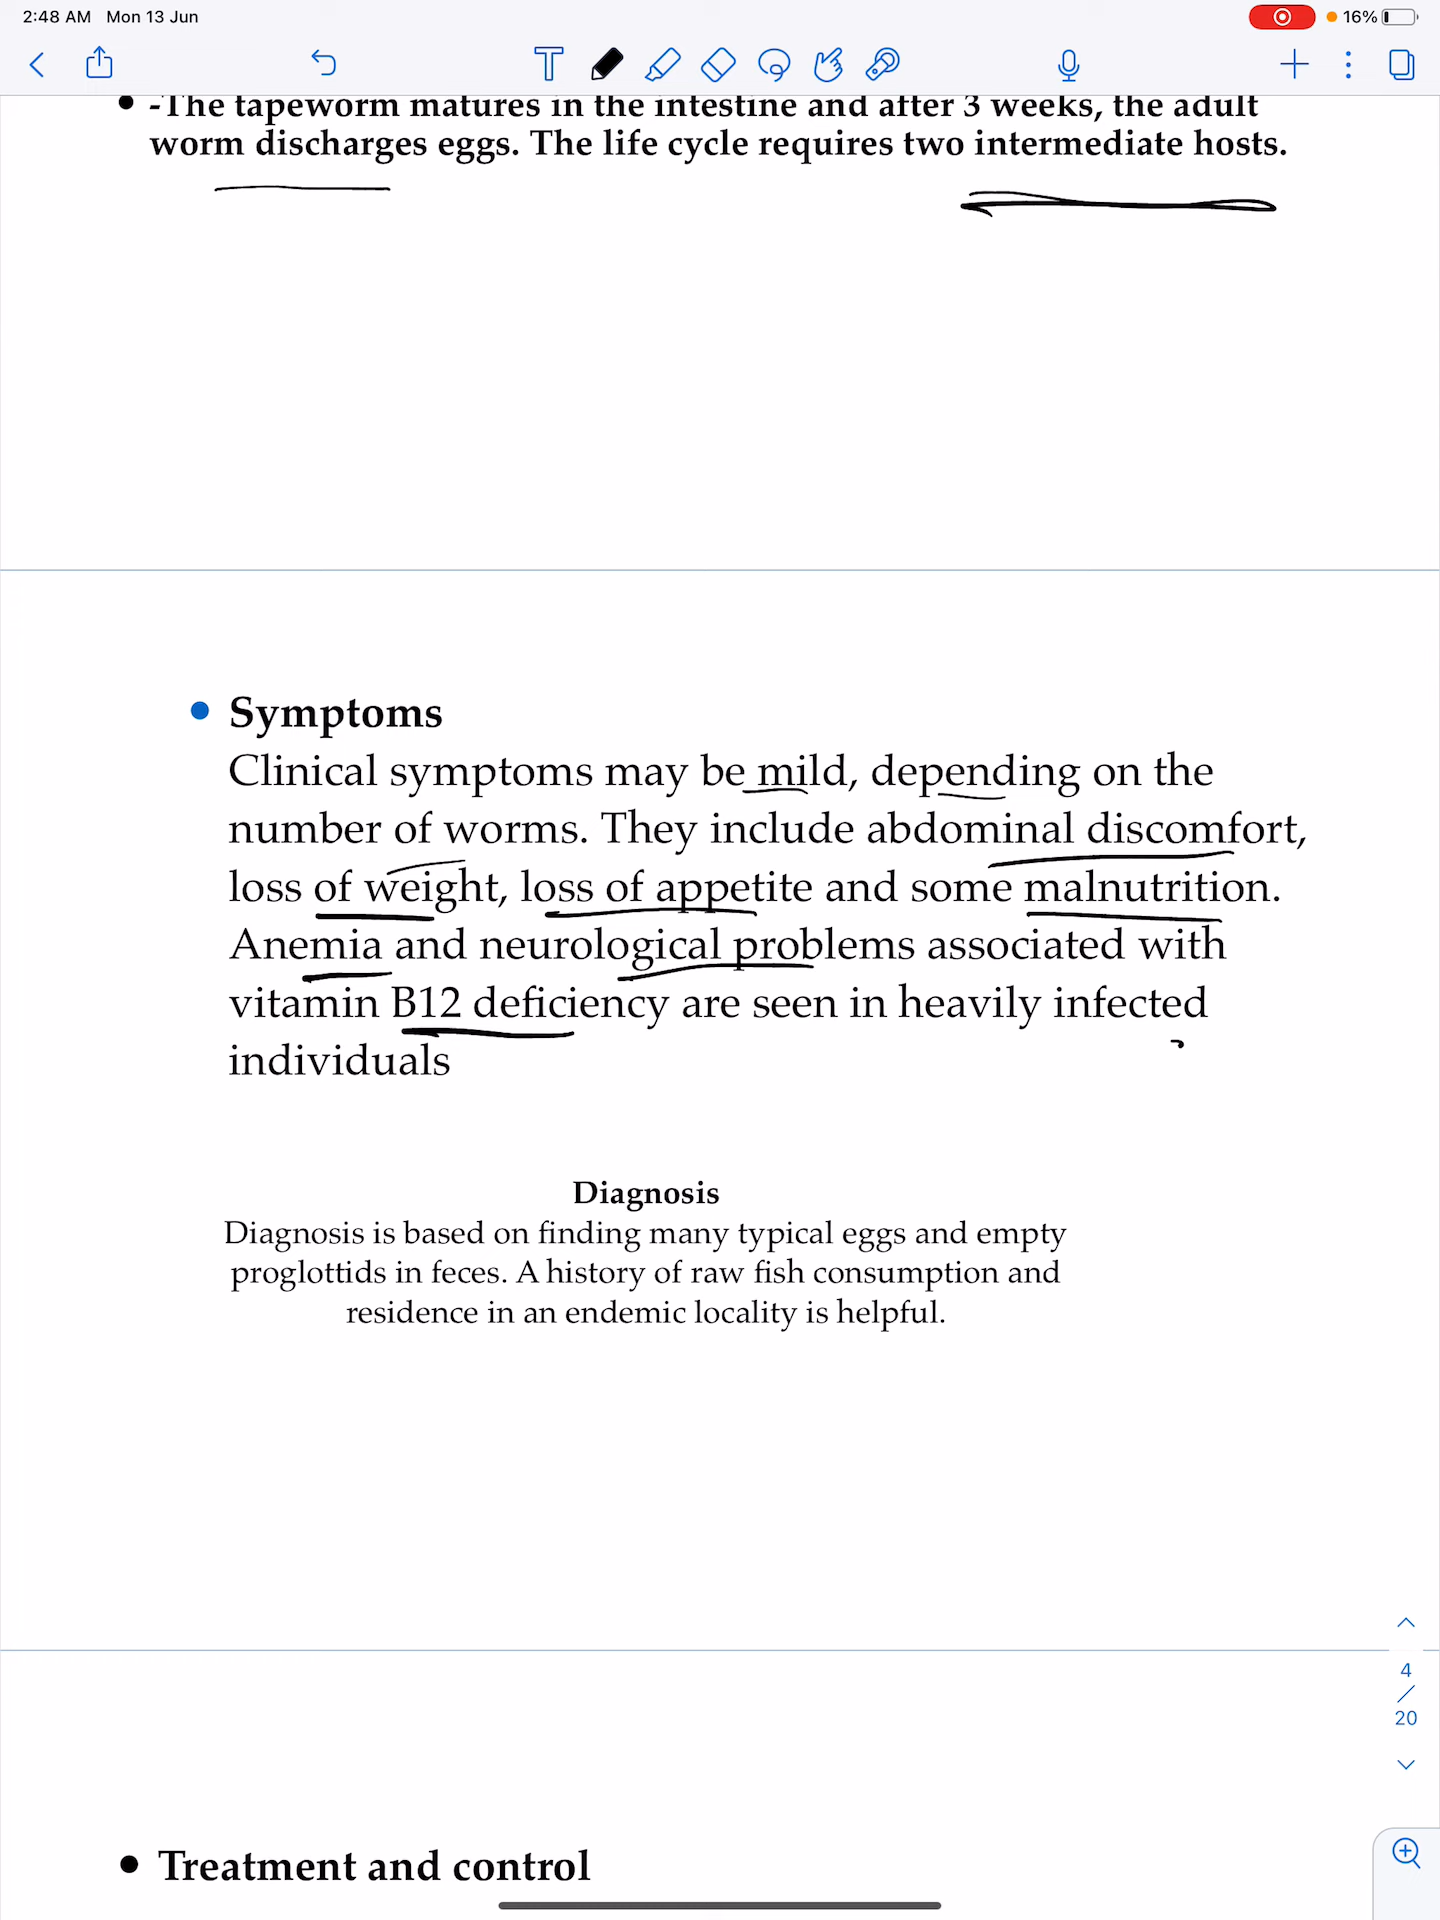 2:48 AM Mon 13 Jun
16%
• -The tapeworm matures in the intestine and after 3 weeks, the adult
worm discharges eggs. The life cycle requires two intermediate hosts.
• Symptoms
Clinical symptoms may be mild, depending on the
number of worms. They include abdominal discomfort,
loss of weight, loss of appetite and some malnutrition.
Anemia and neurological problems associated with
vitamin B12 deficiency are seen in heavily infected
individuals
Diagnosis
Diagnosis is based on finding many typical eggs and empty
proglottids in feces. A history of raw fish consumption and
residence in an endemic locality is helpful.
4
/
20
• Treatment and control